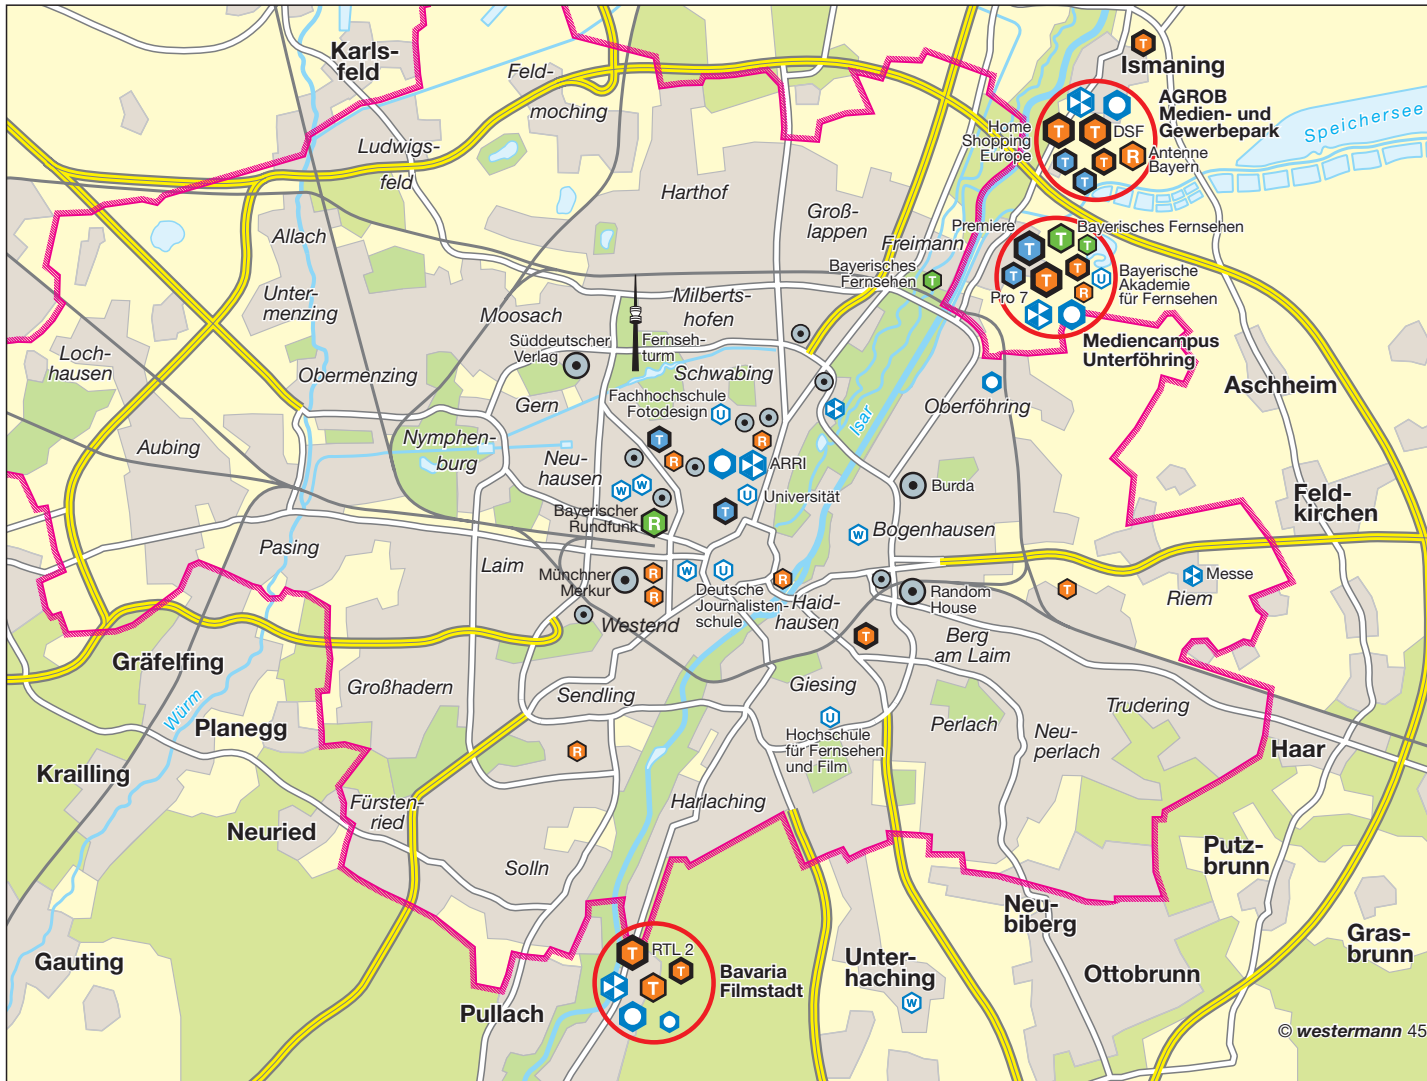 Karls-
feld
Feld-
moching
Ludwigs-
feld
Ismaning
AGROB
Medien- und
Gewerbepark
Home
Shopping
Europe
T
T
DSF
T
T
R
Antenne
Bayern
T
T
Speichersee
Harthof
Groß-
lappen
Freimann
Allach
Unter-
menzing
Premiere
Bayerisches Fernsehen
T
T
T
T
T
T
R
U
Pro 7
Bayerische
Akademie
für Fernsehen
Mediencampus
Unterföhring
Bayerisches
Fernsehen
T
Moosach
Milberts-
hofen
Süddeutscher
Verlag
Fernseh-
turm
Loch-
hausen
Obermenzing
Schwabing
Gern
Fachhochschule
Fotodesign
U
Aschheim
Oberföhring
Isar
Aubing
Nymphen-
burg
Neu-
hausen
T
R
R
ARRI
W
W
U
Universität
T
Burda
Feld-
kirchen
Bayerischer
Rundfunk
R
Pasing
Laim
W
Bogenhausen
Münchner
Merkur
R
R
W
U
Deutsche
Journalisten-
schule
R
Haid-
hausen
Random
House
T
Messe
Riem
Westend
T
Berg
am Laim
Gräfelfing
Würm
Großhadern
Sendling
Giesing
Planegg
U
Hochschule
für Fernsehen
und Film
Perlach
Neu-
perlach
Trudering
Haar
Krailling
R
Fürsten-
ried
Harlaching
Neuried
Solln
Putz-
brunn
Neu-
biberg
Gauting
T
RTL 2
T
T
Bavaria
Filmstadt
Pullach
Unter-
haching
W
Ottobrunn
Gras-
brunn
© westermann 45